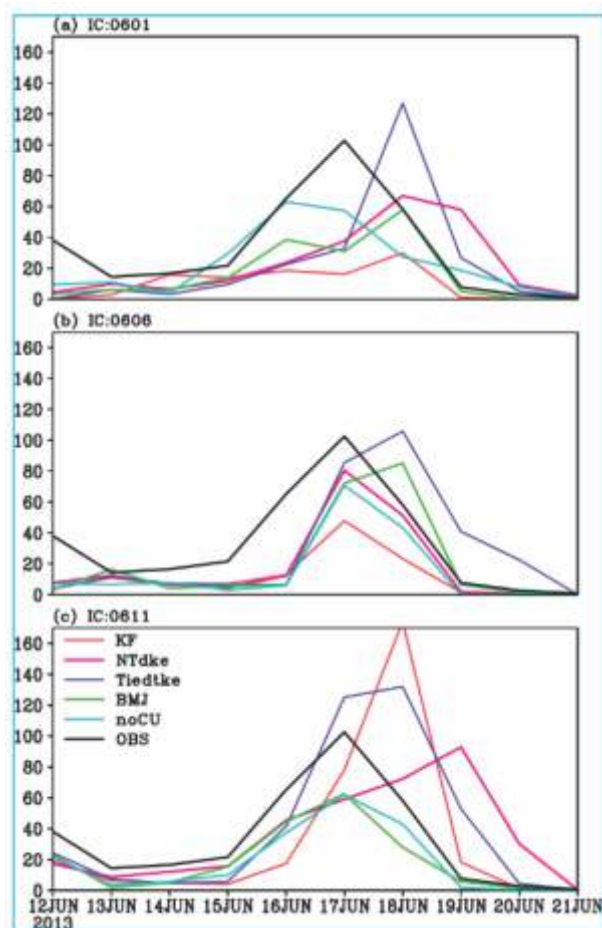 (a) IC:0601
160
140
120
100
80
60
40
20
0
(b) IC:0606
160
140
120
100
80
60
40
20
0
(c) IC:0611
160
140
120
100
80
60
40
20
0
KF
NTdke
Tiedtke
BMJ
noCU
OBS
12JUN 13JUN 14JUN 15JUN 16JUN 17JUN 18JUN 19JUN 20JUN 21JUN
2013